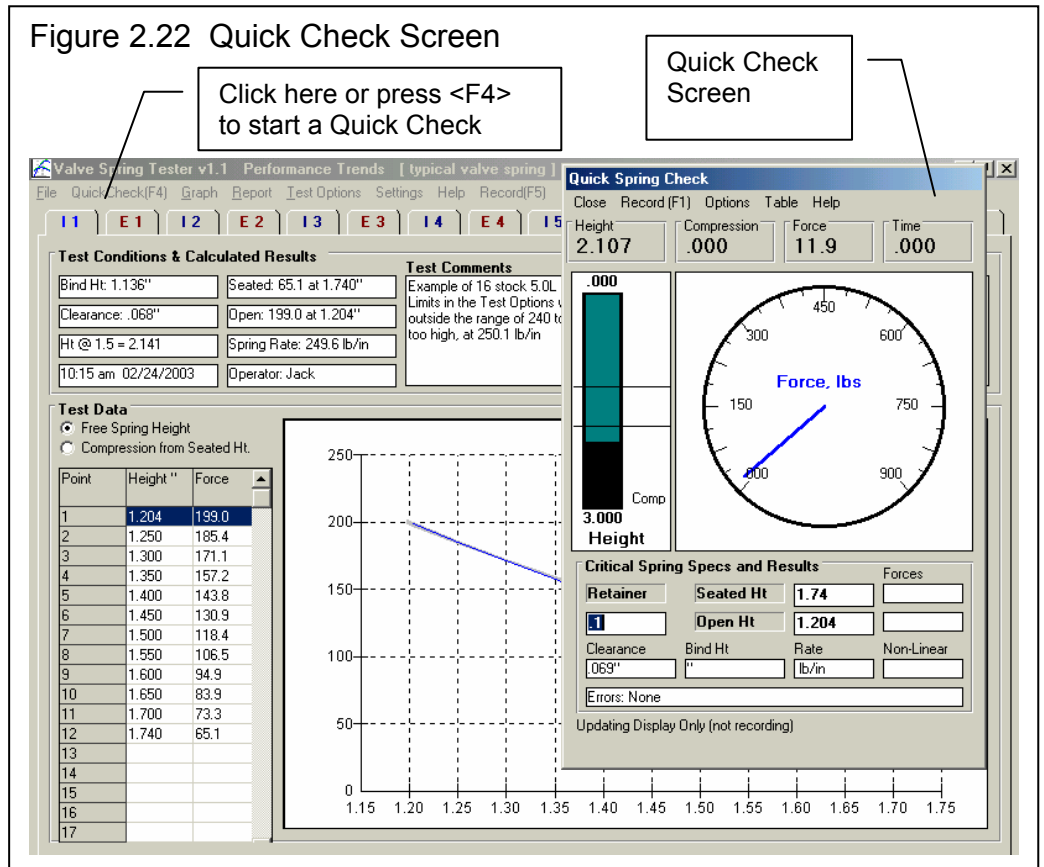 Figure 2.22 Quick Check Screen
Click here or press <F4>
to start a Quick Check
Quick Check
Screen
Valve Spring Tester v1.1 Performance Trends [ typical valve spring ]
File QuickCheck(F4) Graph Report Test Options Settings Help Record(F5)
I 1 E 1 I 2 E 2 I 3 E 3 I 4 E 4 I 5
Test Conditions & Calculated Results
Bind Ht: 1.136"
Seated: 65.1 at 1.740"
Clearance: .068"
Open: 199.0 at 1.204"
Ht @ 1.5 = 2.141
Spring Rate: 249.6 lb/in
10:15 am 02/24/2003
Operator: Jack
Test Comments
Example of 16 stock 5.0L
Limits in the Test Options
outside the range of 240
too high, at 250.1 lb/in
Test Data
Free Spring Height
Compression from Seated Ht.
Point Height " Force
1 1.204 199.0
2 1.250 185.4
3 1.300 171.1
4 1.350 157.2
5 1.400 143.8
6 1.450 130.9
7 1.500 118.4
8 1.550 106.5
9 1.600 94.9
10 1.650 83.9
11 1.700 73.3
12 1.740 65.1
13
14
15
16
17
250
200
150
100
50
0
1.15 1.20 1.25 1.30 1.35 1.40 1.45 1.50 1.55 1.60 1.65 1.70 1.75
Quick Spring Check
Close Record (F1) Options Table Help
Height Compression Force Time
2.107 .000 11.9 .000
.000
Comp
3.000
Height
450
300 600
Force, lbs
150 750
000 900
Critical Spring Specs and Results
Forces
Retainer Seated Ht 1.74
.1 Open Ht 1.204
Clearance Bind Ht Rate Non-Linear
.069" " lb/in
Errors: None
Updating Display Only (not recording)